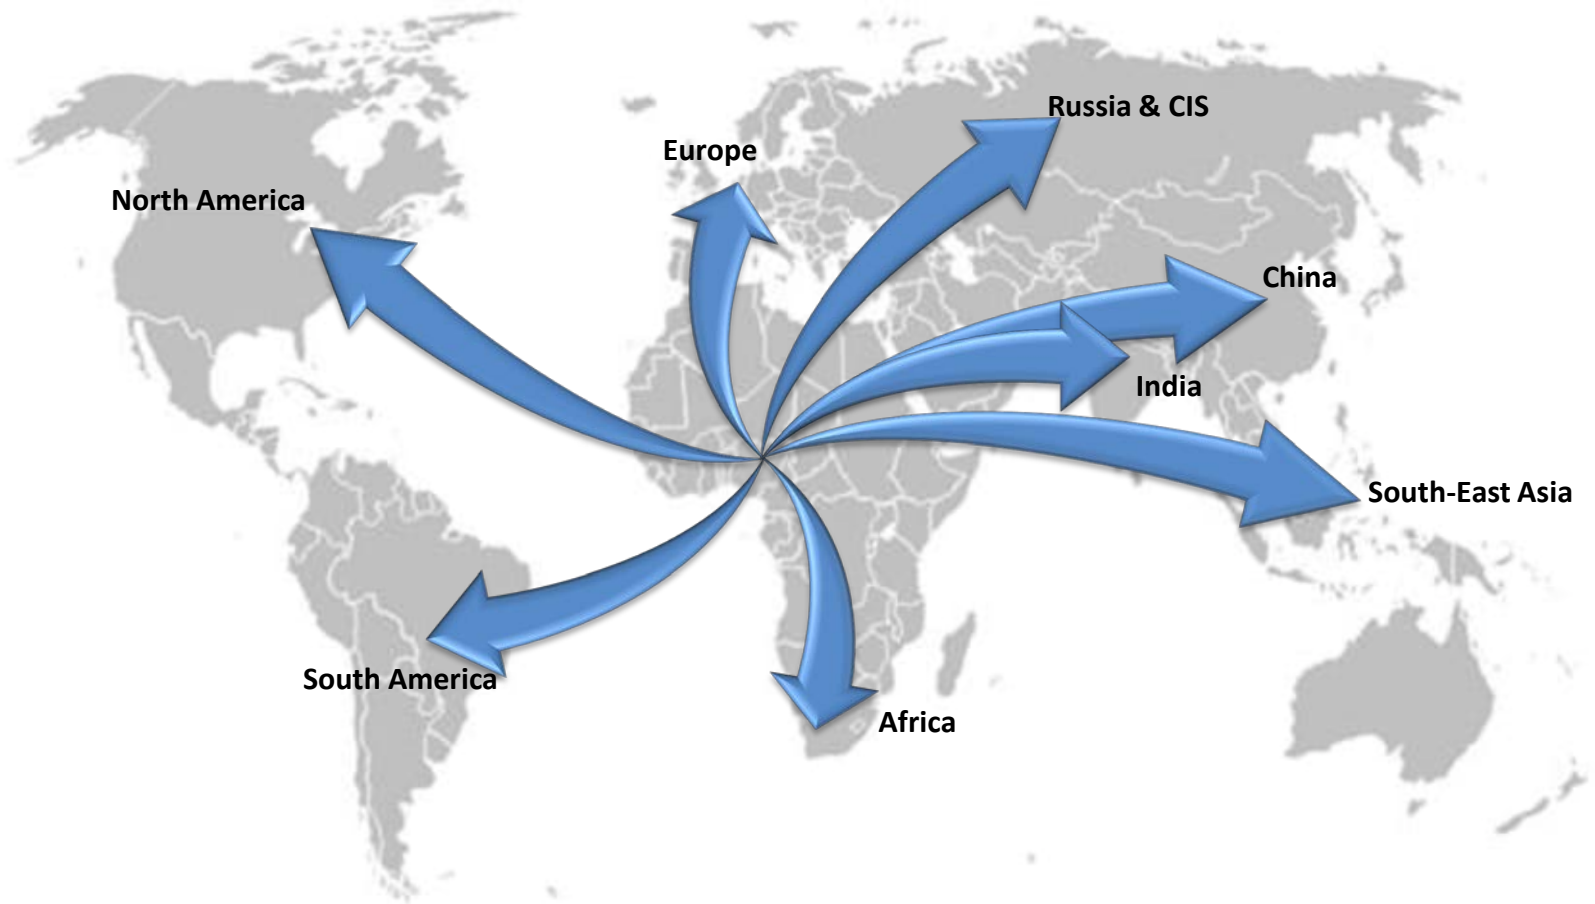 Russia & CIS
Europe
North America
China
India
South-East Asia
South America
Africa